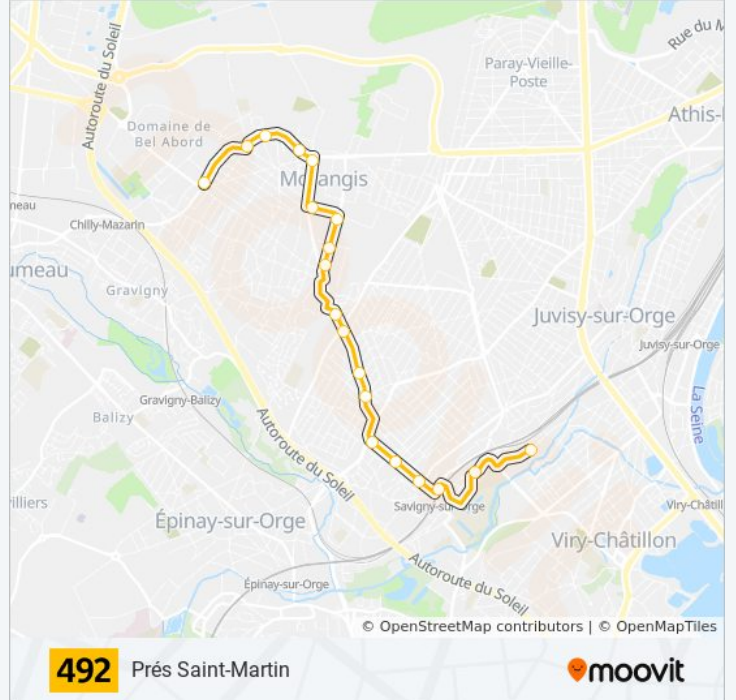 Autoroute du Soleil
Rue du M
Paray-Vieille-
Poste
Athis-
Domaine de
Bel Abord
Morangis
neau
Chilly-Mazarin
umeau
Gravigny
Juvisy-sur-Orge
Juvisy-sur-Orge
La Seine
Gravigny-Balizy
Balizy
Autoroute du Soleil
illiers
Savigny-sur-Orge
Viry-Châtill
Épinay-sur-Orge
Viry-Châtillon
Autoroute du Soleil
Épinay-sur-Orge
© OpenStreetMap contributors | © OpenMapTiles
492 Prés Saint-Martin
moovit